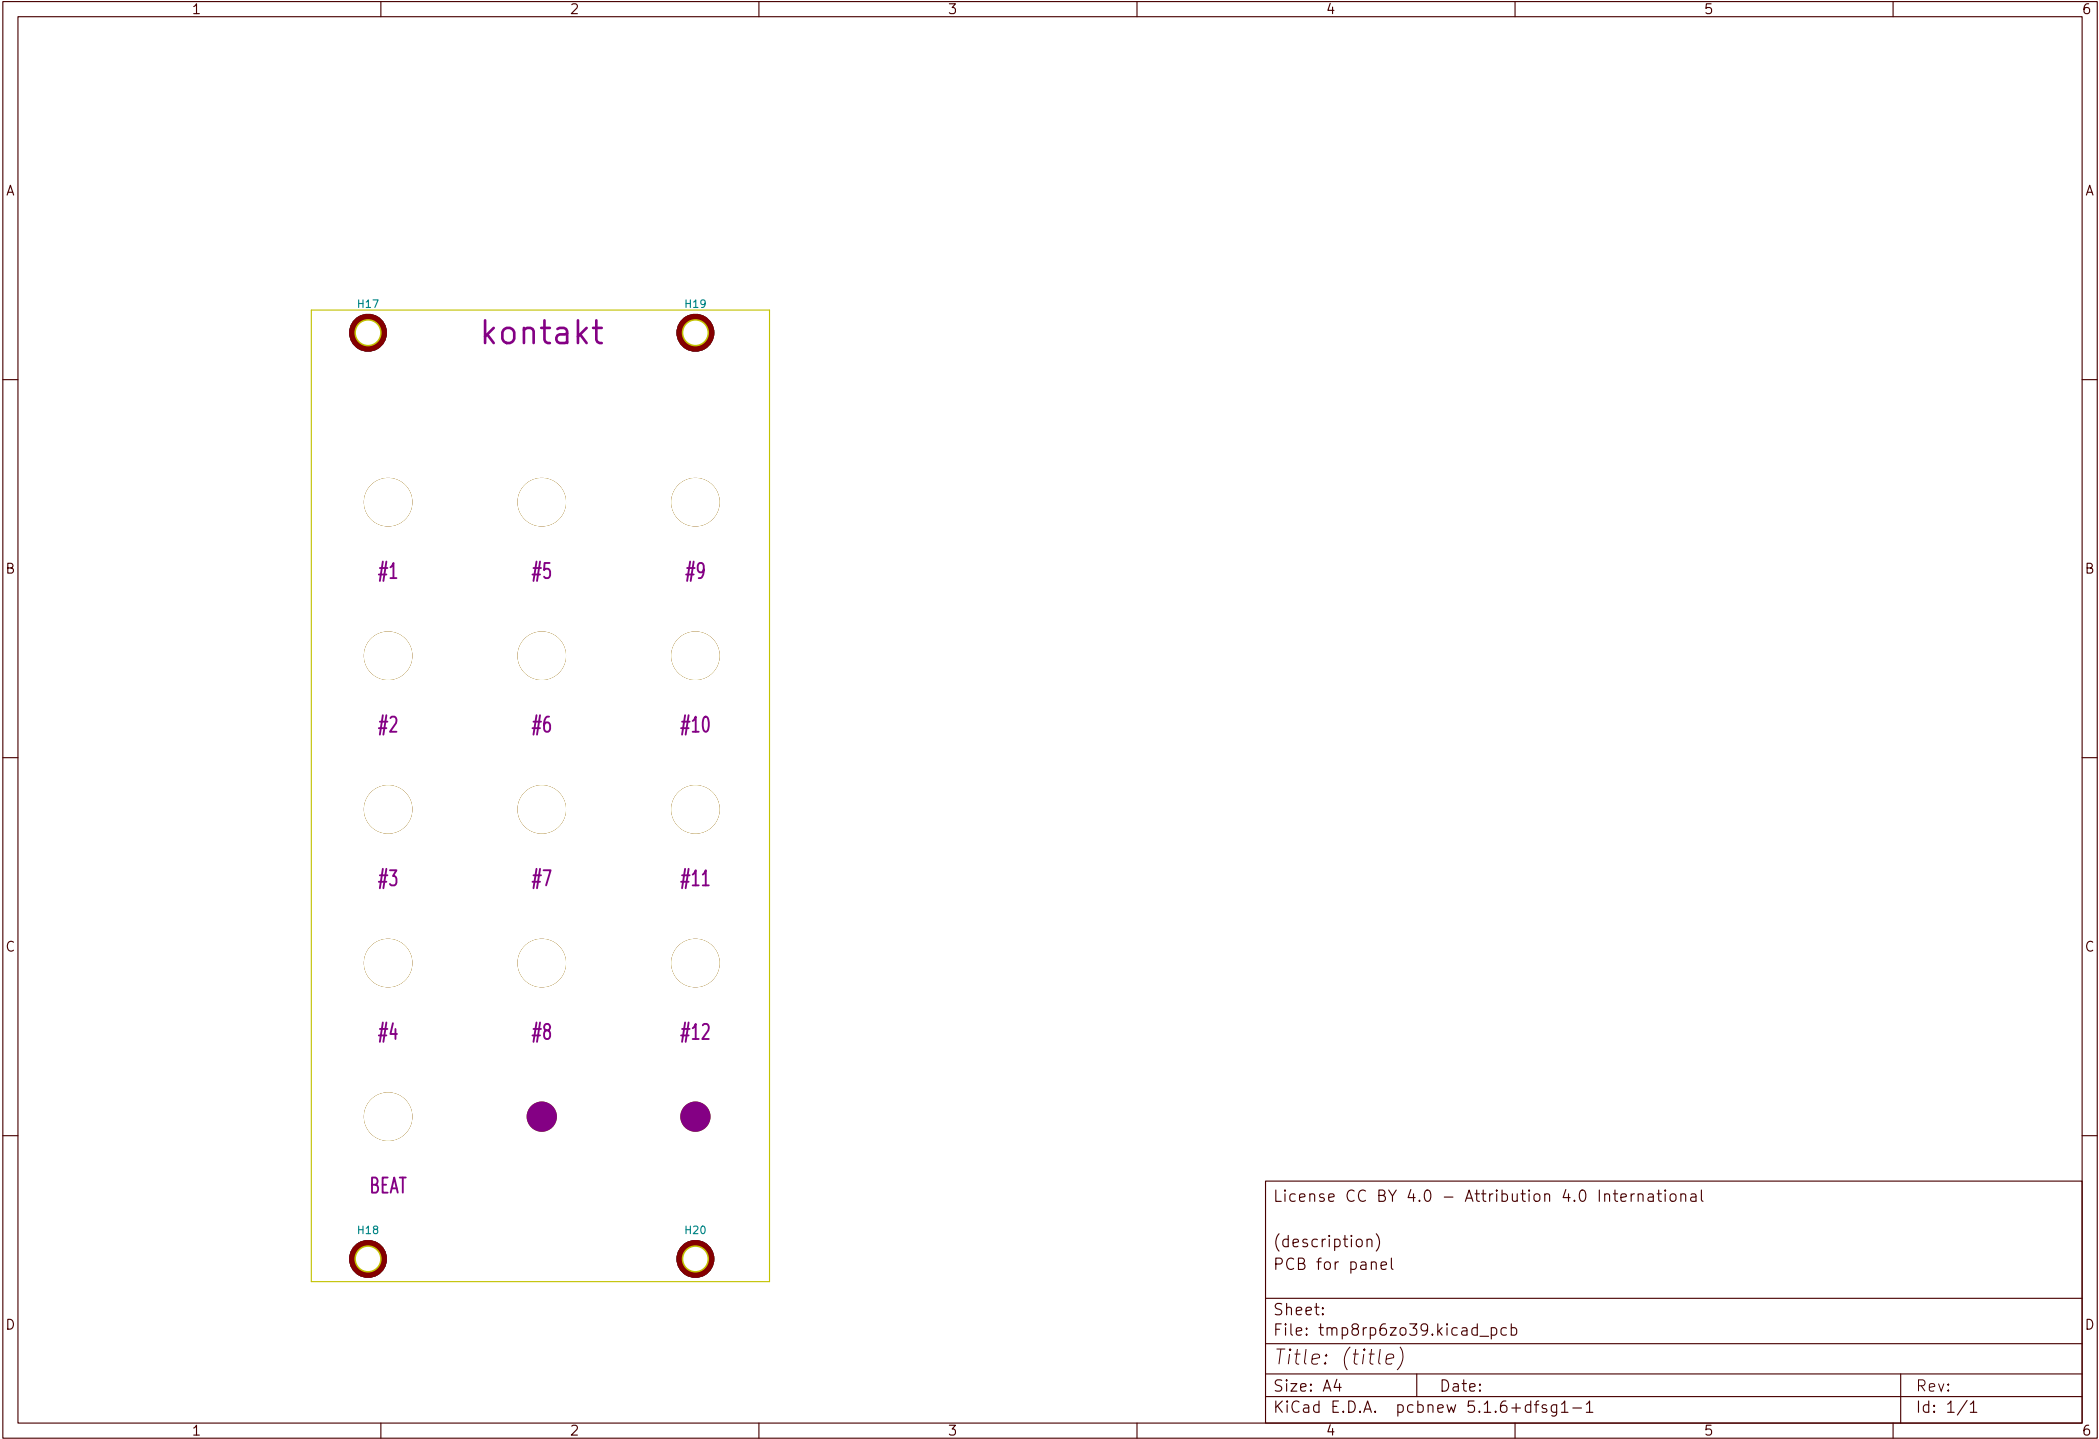 1 2 3 4 5 6
A A
H17 H19
kontakt
#1 #5 #9
B B
#2 #6 #10
#3 #7 #11
C C
#4 #8 #12
BEAT
H18 H20
License CC BY 4.0 - Attribution 4.0 International
(description)
PCB for panel
Sheet:
File: tmp8rp6zo39.kicad_pcb
D D
Title: (title)
Size: A4 Date: Rev:
KiCad E.D.A. pcbnew 5.1.6+dfsg1-1 Id: 1/1
1 2 3 4 5 6